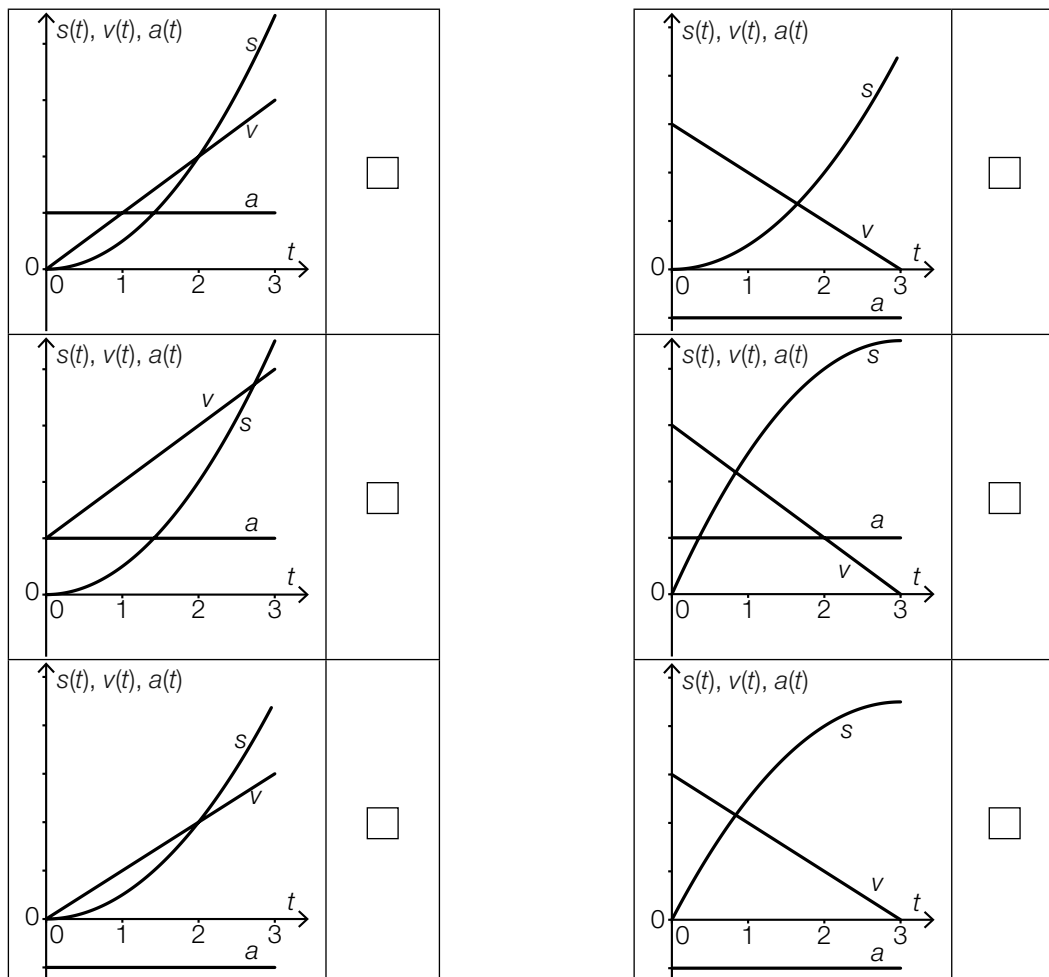 s(t), v(t), a(t)
s
v
a
t
0
0 1 2 3
s(t), v(t), a(t)
s
v
t
0
0 1 2 3
a
s(t), v(t), a(t)
v
s
a
t
0
0 1 2 3
s(t), v(t), a(t)
s
a
v
t
0
0 1 2 3
s(t), v(t), a(t)
s
v
t
0
0 1 2 3
a
s(t), v(t), a(t)
s
v
t
0
0 1 2 3
a